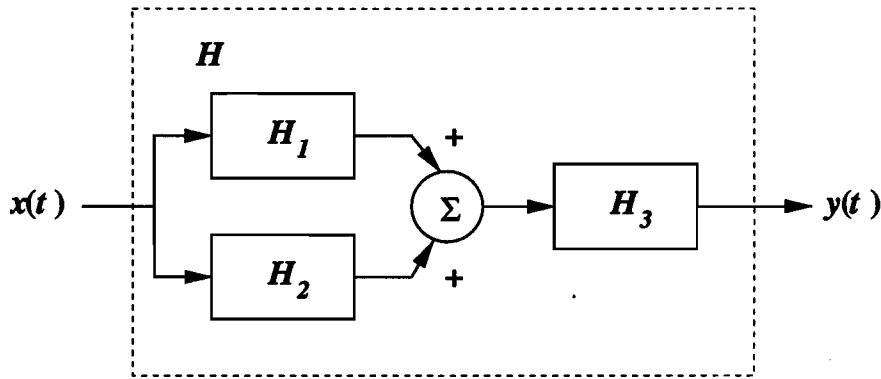 H
H1
+
x(t)
Σ
H3
y(t)
H2
+